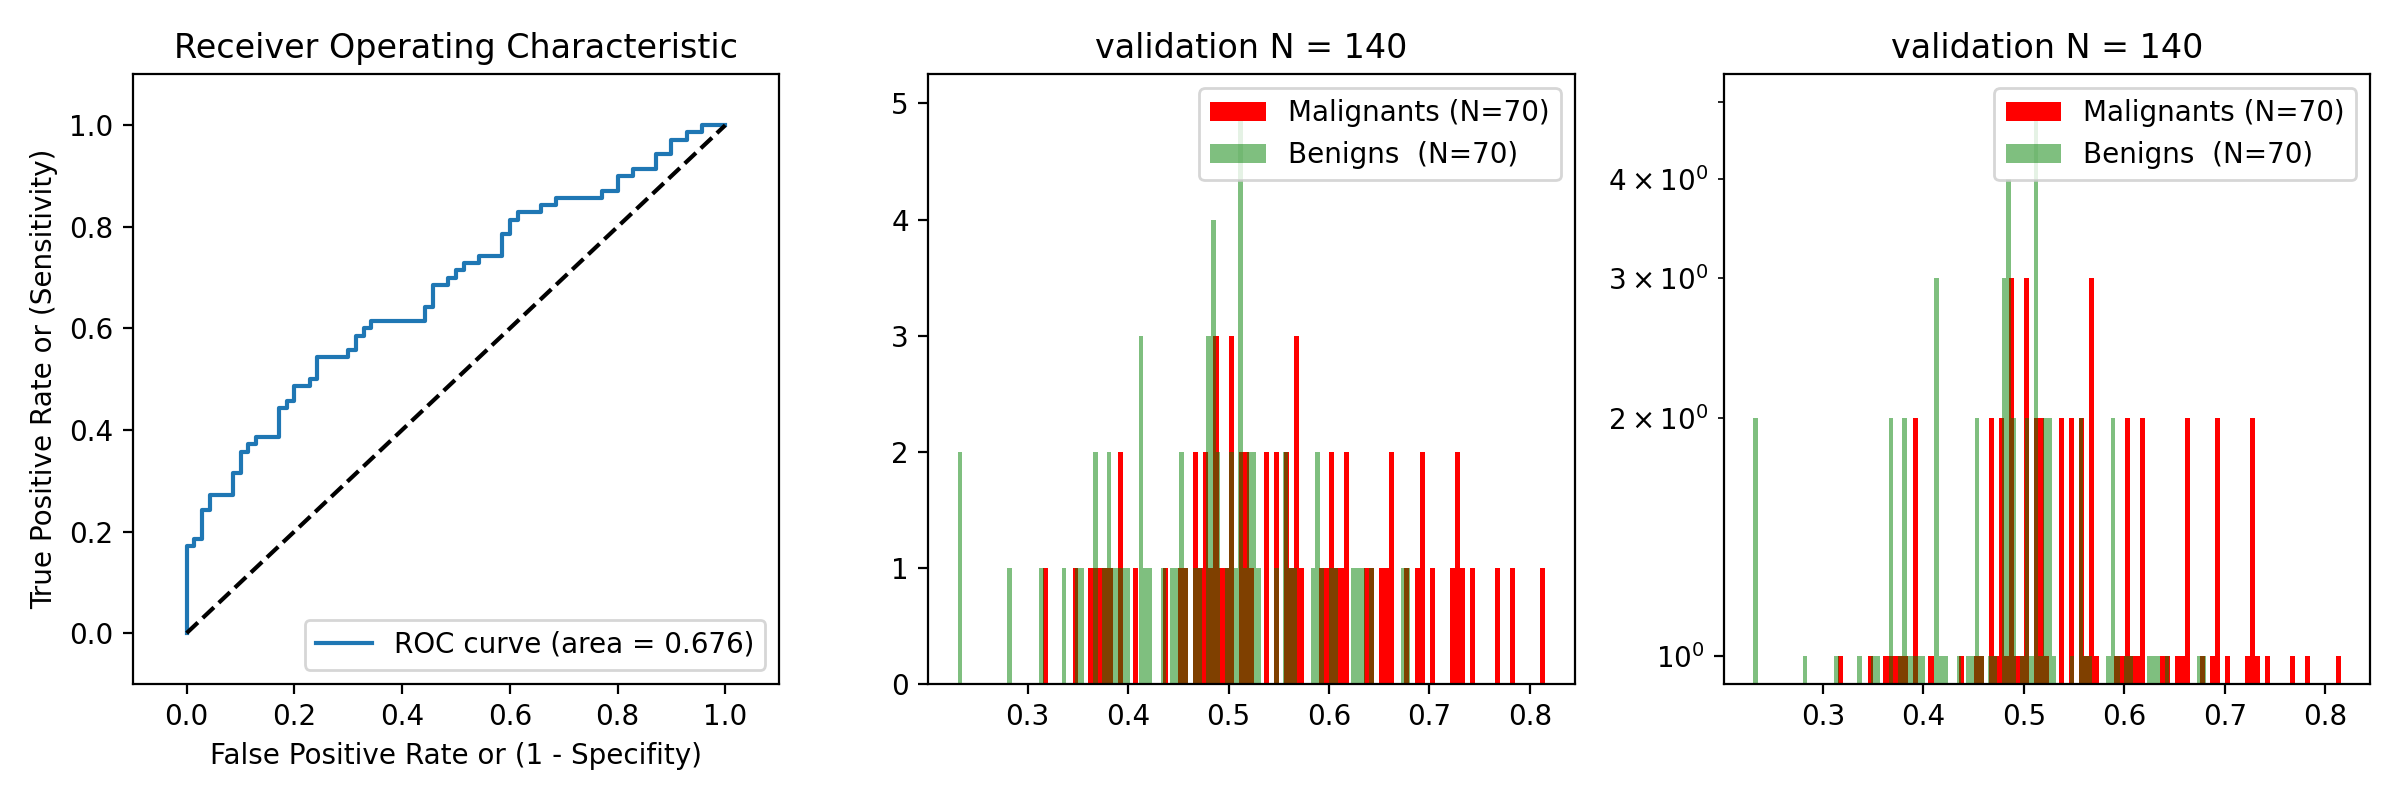 Receiver Operating Characteristic
True Positive Rate or (Sensitivity)
1.0
0.8
0.6
0.4
0.2
0.0
ROC curve (area = 0.676)
0.0 0.2 0.4 0.6 0.8 1.0
False Positive Rate or (1 - Specifity)
validation N = 140
Malignants (N=70)
Benigns (N=70)
5
4
3
2
1
0
0.3 0.4 0.5 0.6 0.7 0.8
validation N = 140
Malignants (N=70)
Benigns (N=70)
4 × 10⁰
3 × 10⁰
2 × 10⁰
10⁰
0.3 0.4 0.5 0.6 0.7 0.8